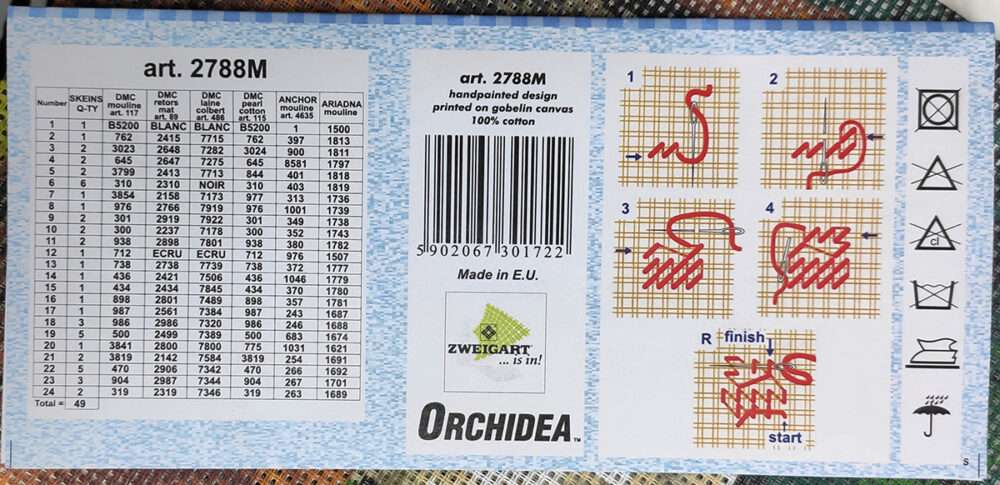 art. 2788M
Number SKEINS Q-TY DMC mouline art. 117 DMC retors mat art. 89 DMC laine colbert art. 486 DMC pearl cotton art. 115 ANCHOR mouline art. 4635 ARIADNA mouline
1 1 B5200 BLANC BLANC B5200 1 1500
2 1 762 2415 7715 762 397 1813
3 2 3023 2648 7282 3024 900 1811
4 2 645 2647 7275 645 8581 1797
5 2 3799 2413 7713 844 401 1818
6 6 310 2310 NOIR 310 403 1819
7 1 3854 2158 7173 977 313 1736
8 1 976 2766 7919 976 1001 1739
9 2 301 2919 7922 301 349 1738
10 2 300 2237 7178 300 352 1743
11 2 938 2898 7801 938 380 1782
12 1 712 ECRU ECRU 712 976 1507
13 1 738 2738 7739 738 372 1777
14 1 436 2421 7506 436 1046 1779
15 1 434 2434 7845 434 370 1780
16 1 898 2801 7489 898 357 1781
17 1 987 2561 7384 987 243 1687
18 3 986 2986 7320 986 246 1688
19 5 500 2499 7389 500 683 1674
20 1 3841 2800 7800 775 1031 1621
21 2 3819 2142 7584 3819 254 1691
22 5 470 2906 7342 470 266 1692
23 3 904 2987 7344 904 267 1701
24 2 319 2319 7346 319 263 1689
Total = 49
art. 2788M
handpainted design
printed on gobelin canvas
100% cotton
5 902067 301722
Made in E.U.
ZWEIGART
... is in!
ORCHIDEA™
1
2
3
4
R finish
start
cl
S